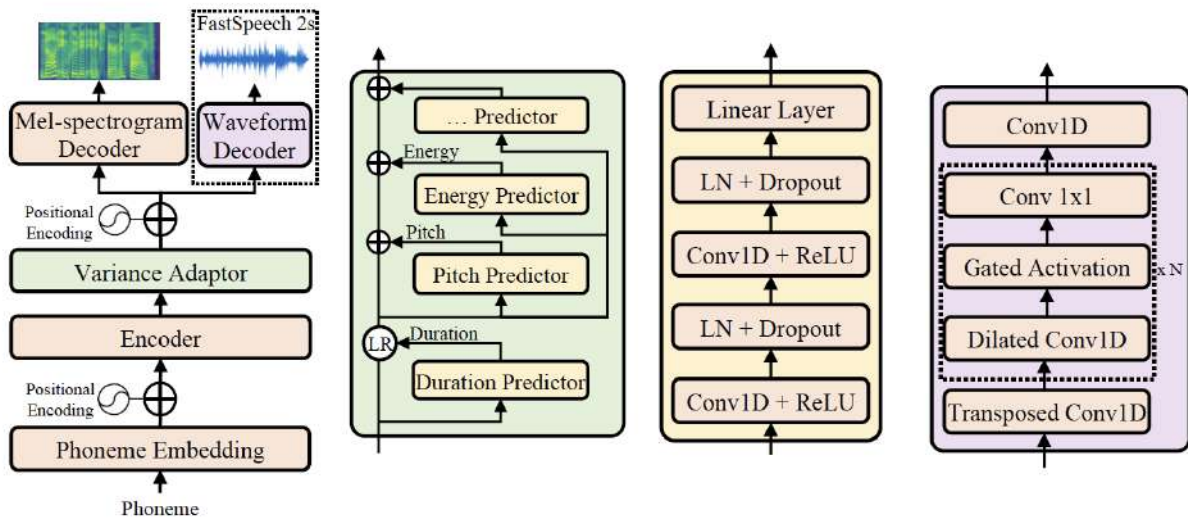 FastSpeech 2s
Mel-spectrogram
Decoder
Waveform
Decoder
Positional
Encoding
Variance Adaptor
Encoder
Positional
Encoding
Phoneme Embedding
Phoneme
... Predictor
Energy
Energy Predictor
Pitch
Pitch Predictor
LR
Duration
Duration Predictor
Linear Layer
LN + Dropout
Conv1D + ReLU
LN + Dropout
Conv1D + ReLU
Conv1D
Conv 1x1
Gated Activation
x N
Dilated Conv1D
Transposed Conv1D